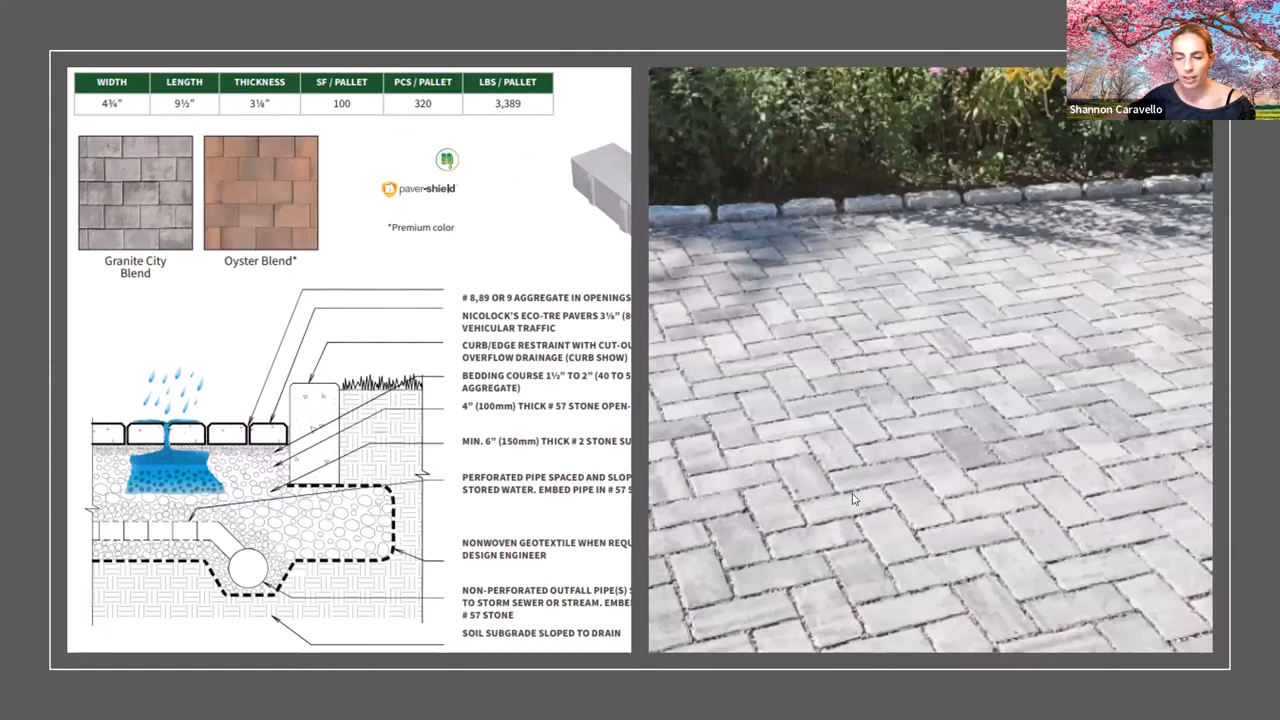 WIDTH LENGTH THICKNESS SF / PALLET PCS / PALLET LBS / PALLET
4¾" 9½" 3⅛" 100 320 3,389
Shannon Caravello
paver-shield
*Premium color
Granite City
Blend
Oyster Blend*
# 8,89 OR 9 AGGREGATE IN OPENINGS
NICOLOCK'S ECO-TRE PAVERS 3⅛" (8
VEHICULAR TRAFFIC
CURB/EDGE RESTRAINT WITH CUT-OU
OVERFLOW DRAINAGE (CURB SHOW)
BEDDING COURSE 1½" TO 2" (40 TO 5
AGGREGATE)
4" (100mm) THICK # 57 STONE OPEN-
MIN. 6" (150mm) THICK # 2 STONE SU
PERFORATED PIPE SPACED AND SLOP
STORED WATER. EMBED PIPE IN # 57 S
NONWOVEN GEOTEXTILE WHEN REQU
DESIGN ENGINEER
NON-PERFORATED OUTFALL PIPE(S) S
TO STORM SEWER OR STREAM. EMBE
# 57 STONE
SOIL SUBGRADE SLOPED TO DRAIN